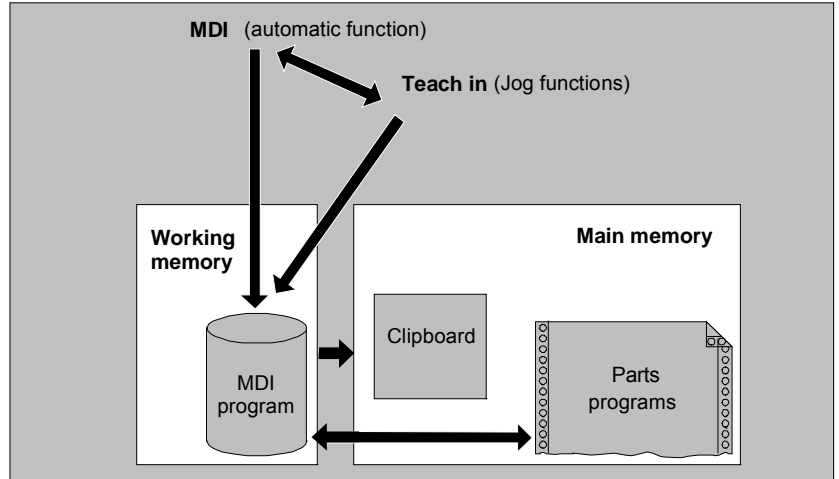 MDI (automatic function)
Teach in (Jog functions)
Working
memory
Main memory
Clipboard
MDI
program
Parts
programs